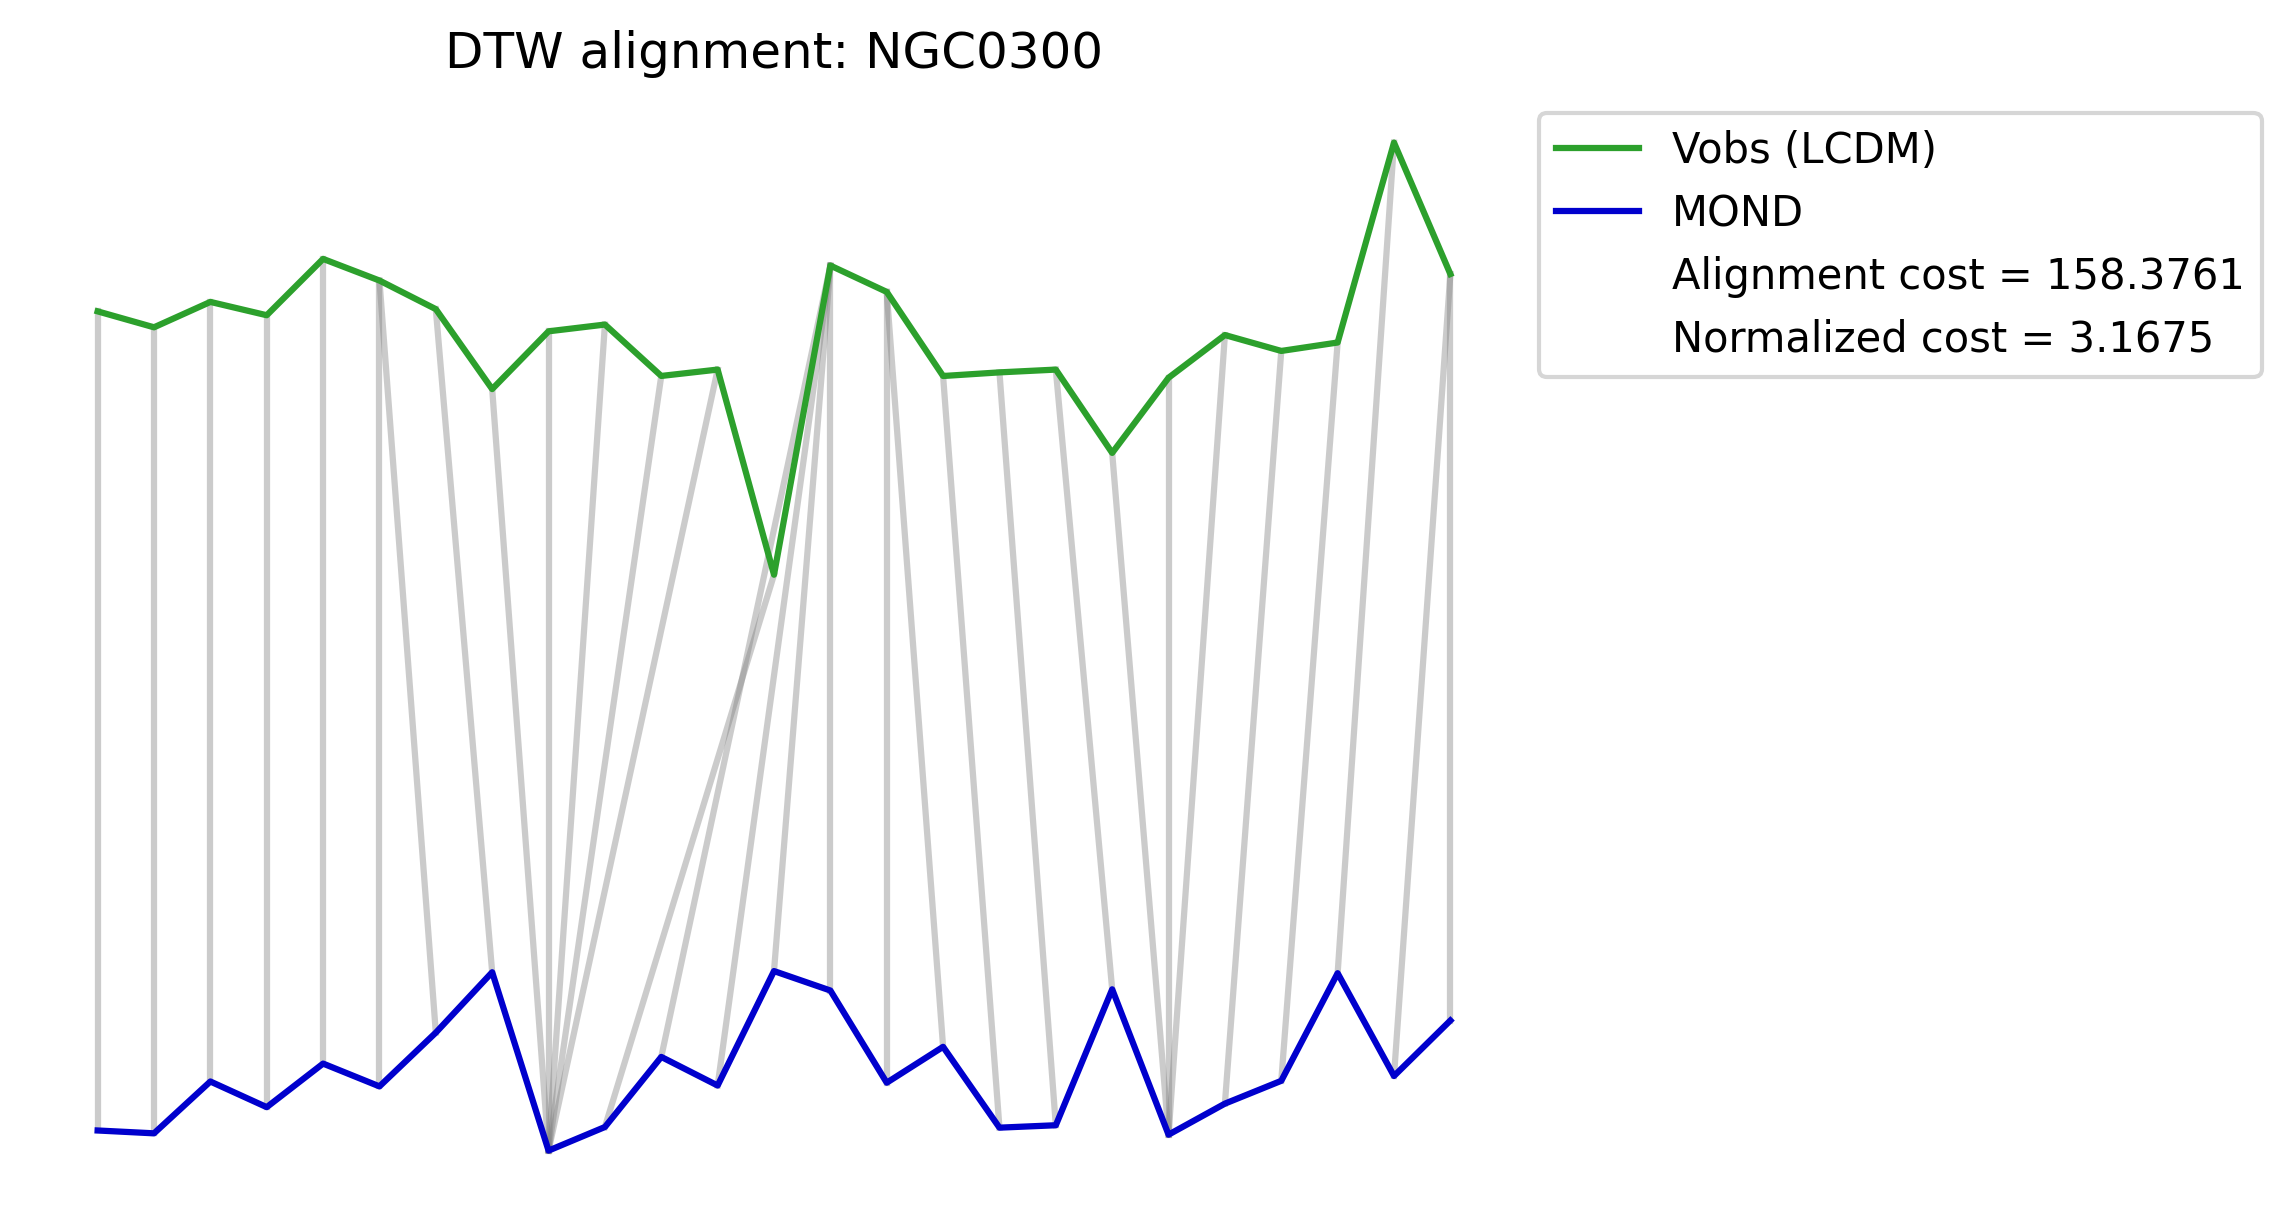 DTW alignment: NGC0300
Vobs (LCDM)
MOND
Alignment cost = 158.3761
Normalized cost = 3.1675